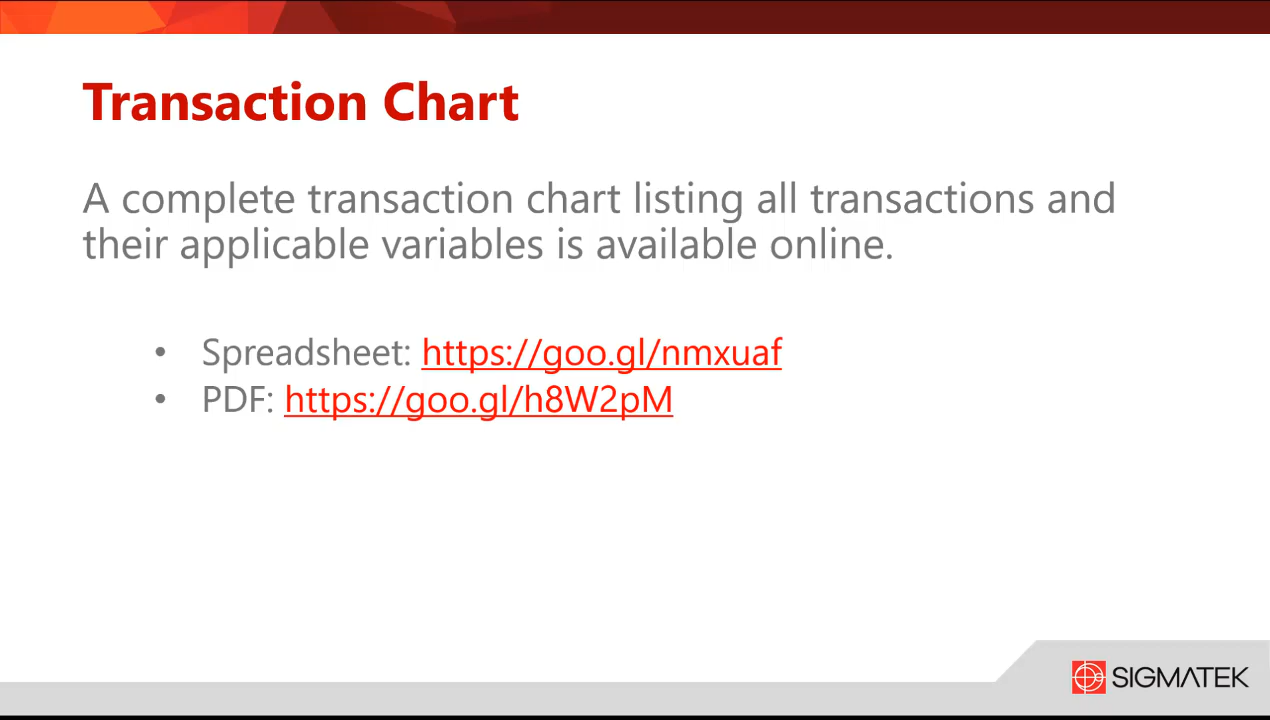 Transaction Chart
A complete transaction chart listing all transactions and
their applicable variables is available online.
• Spreadsheet: https://goo.gl/nmxuaf
• PDF: https://goo.gl/h8W2pM
SIGMATEK